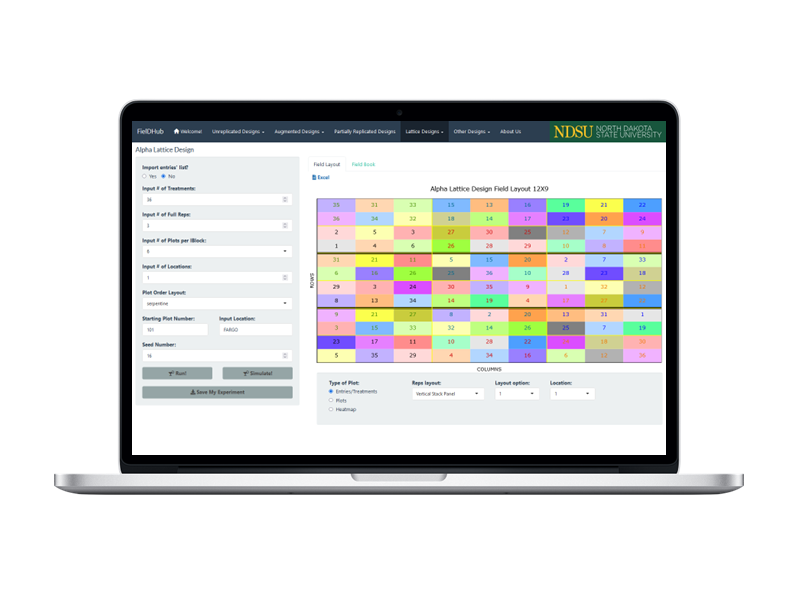 FielDHub Welcome! Unreplicated Designs Augmented Designs Partially Replicated Designs Lattice Designs Other Designs About Us NDSU NORTH DAKOTA
STATE UNIVERSITY
Alpha Lattice Design
Import entries' list?
Yes No
Input # of Treatments:
36
Input # of Full Reps:
3
Input # of Plots per IBlock:
6
Input # of Locations:
1
Plot Order Layout:
serpentine
Starting Plot Number: Input Location:
101 FARGO
Seed Number:
16
Run! Simulate!
Save My Experiment
Field Layout Field Book
Excel
Alpha Lattice Design Field Layout 12X9
35 31 33 15 13 16 19 21 22
36 34 32 18 14 17 23 20 24
2 5 3 27 30 25 12 7 9
1 4 6 26 28 29 10 8 11
31 21 11 5 15 20 2 7 33
6 16 26 25 36 10 28 23 18
29 3 24 30 35 9 1 32
8 13 34 14 19 4 27 22
9 21 27 8 2 20 13 31 1
3 15 33 32 14 26 25 7 19
23 17 11 10 28 22 30
5 35 29 4 34 16 6 12 36
ROWS
COLUMNS
Type of Plot:
Entries/Treatments
Plots
Heatmap
Reps layout:
Vertical Stack Panel
Layout option:
1
Location:
1